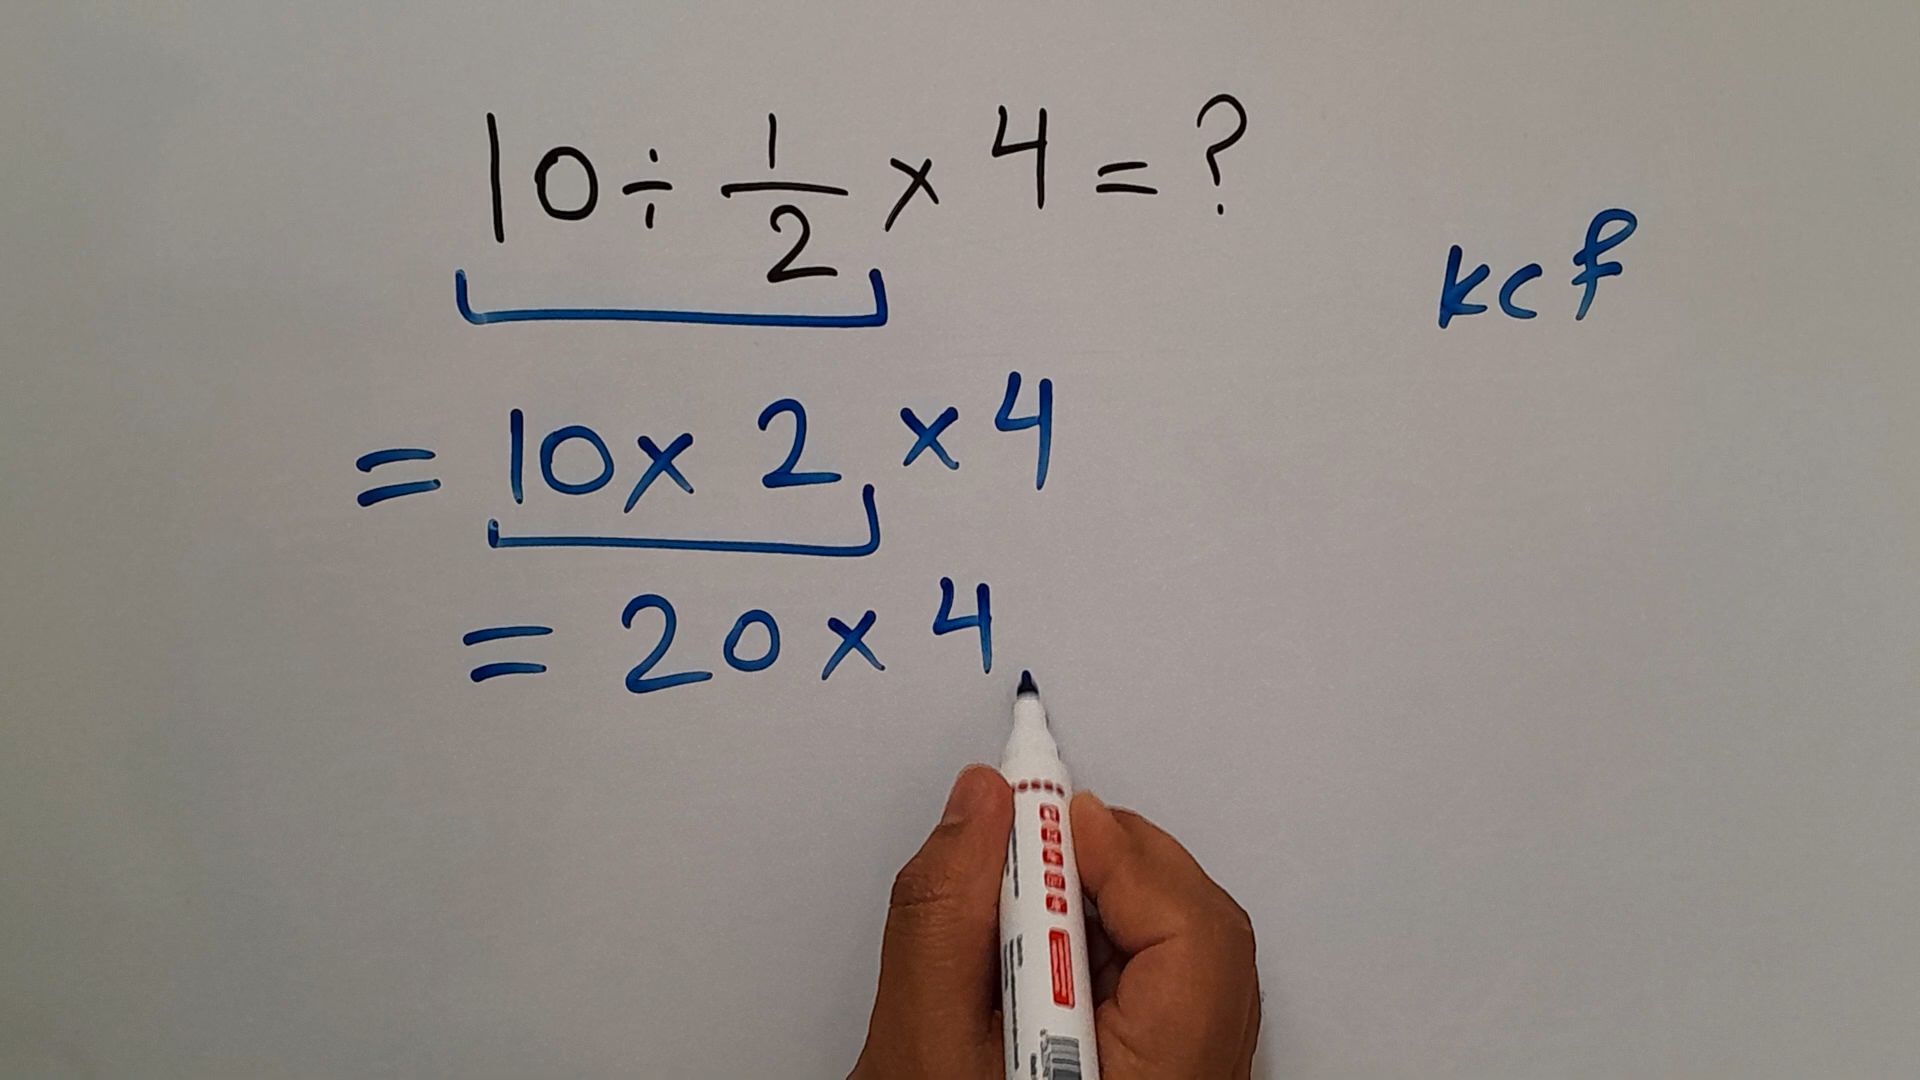 10 ÷ 1/2 × 4 = ?
kcf
= 10 × 2 × 4
= 20 × 4